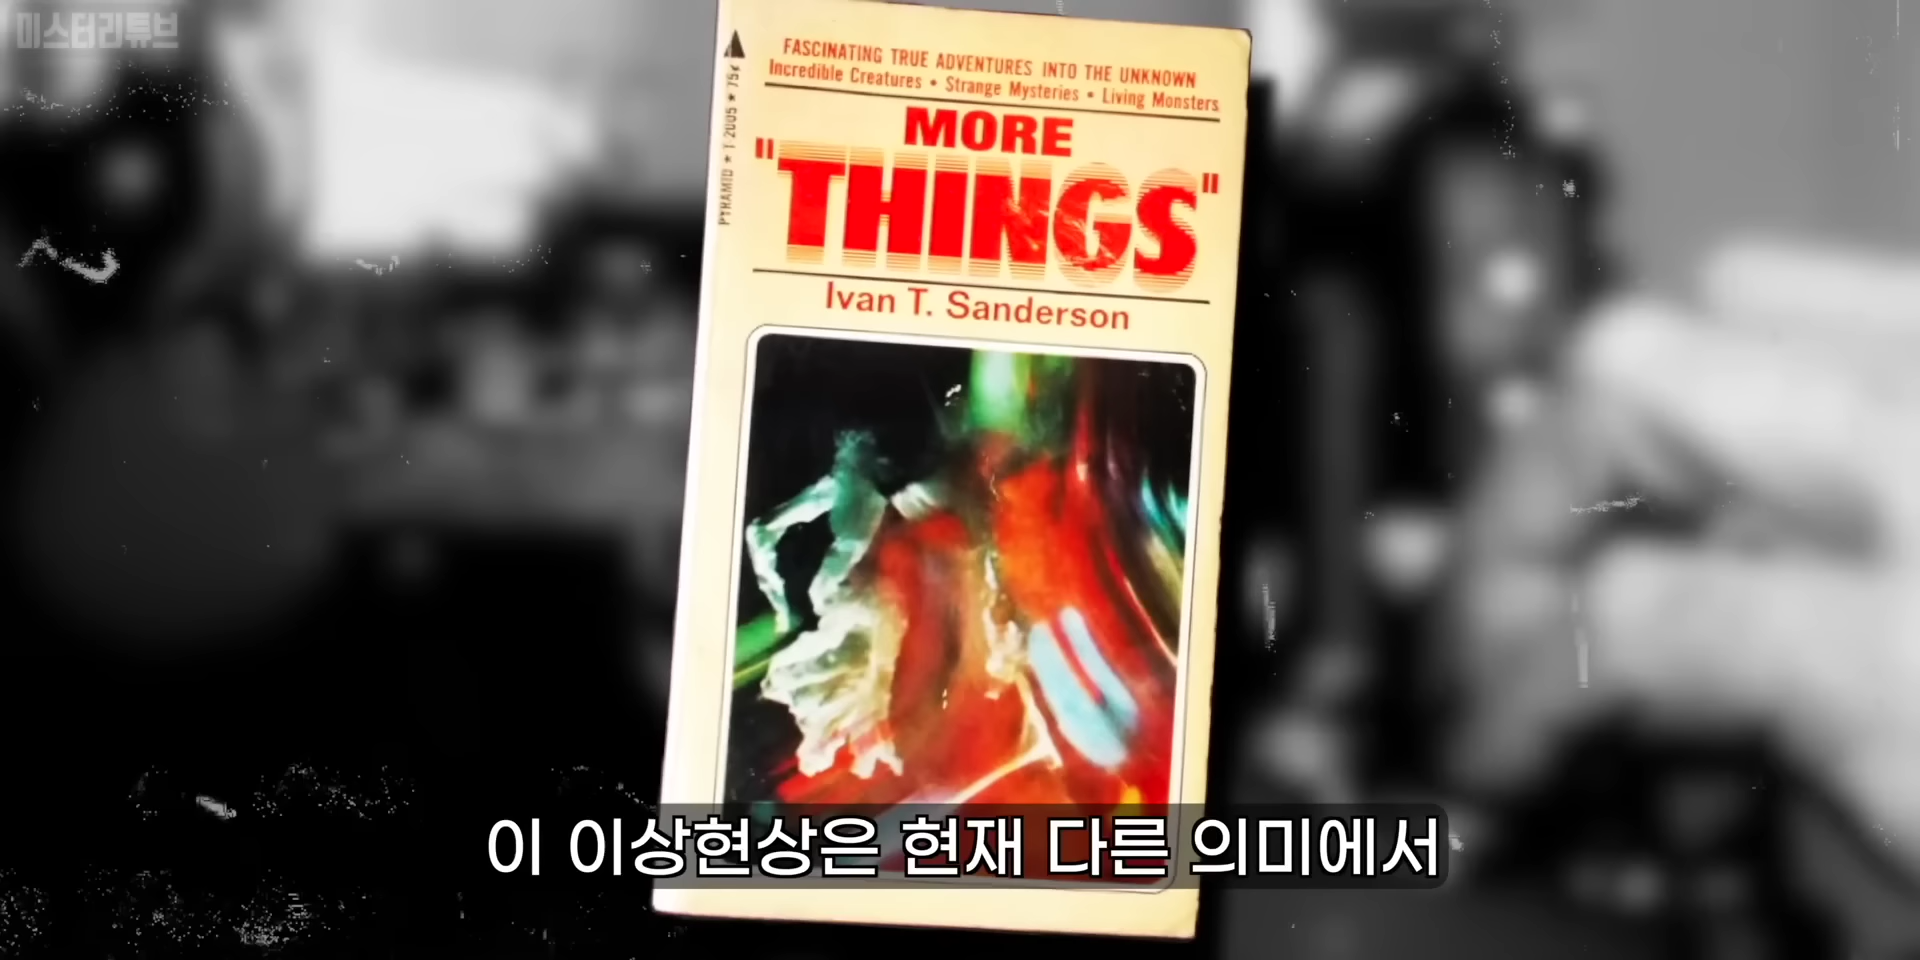 미스터리튜브
FASCINATING TRUE ADVENTURES INTO THE UNKNOWN
Incredible Creatures • Strange Mysteries • Living Monsters
PYRAMID ★ T-2005 ★ 75¢
MORE
"THINGS"
Ivan T. Sanderson
이 이상현상은 현재 다른 의미에서